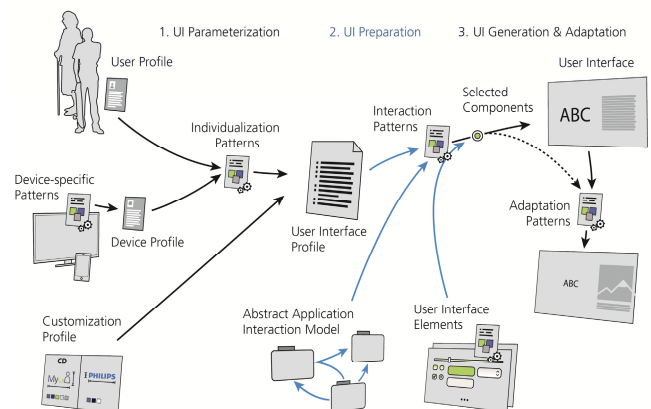 1. UI Parameterization
2. UI Preparation
3. UI Generation & Adaptation
User Profile
User Interface
Selected
Components
Interaction
Patterns
ABC
Individualization
Patterns
Device-specific
Patterns
Device Profile
User Interface
Profile
Adaptation
Patterns
ABC
Customization
Profile
Abstract Application
Interaction Model
User Interface
Elements
CD
My
PHILIPS